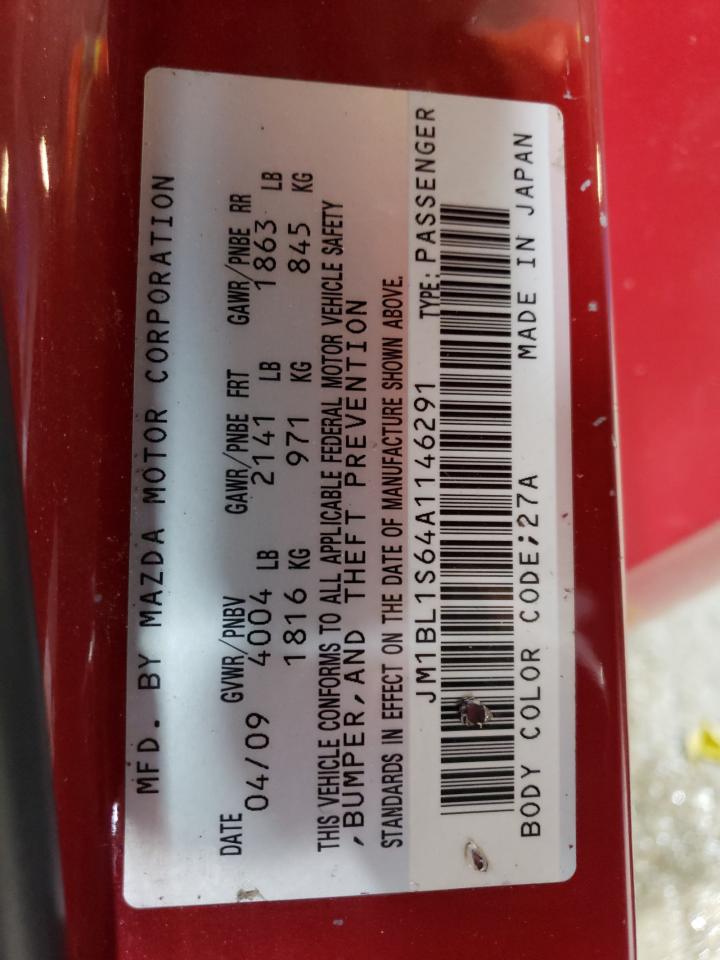 MFD. BY MAZDA MOTOR CORPORATION
DATE GVWR/PNBV GAWR/PNBE FRT GAWR/PNBE RR
04/09 4004 LB 2141 LB 1863 LB
1816 KG 971 KG 845 KG
THIS VEHICLE CONFORMS TO ALL APPLICABLE FEDERAL MOTOR VEHICLE SAFETY
,BUMPER,AND THEFT PREVENTION
STANDARDS IN EFFECT ON THE DATE OF MANUFACTURE SHOWN ABOVE.
JM1BL1S64A1146291 TYPE: PASSENGER
BODY COLOR CODE;27A MADE IN JAPAN